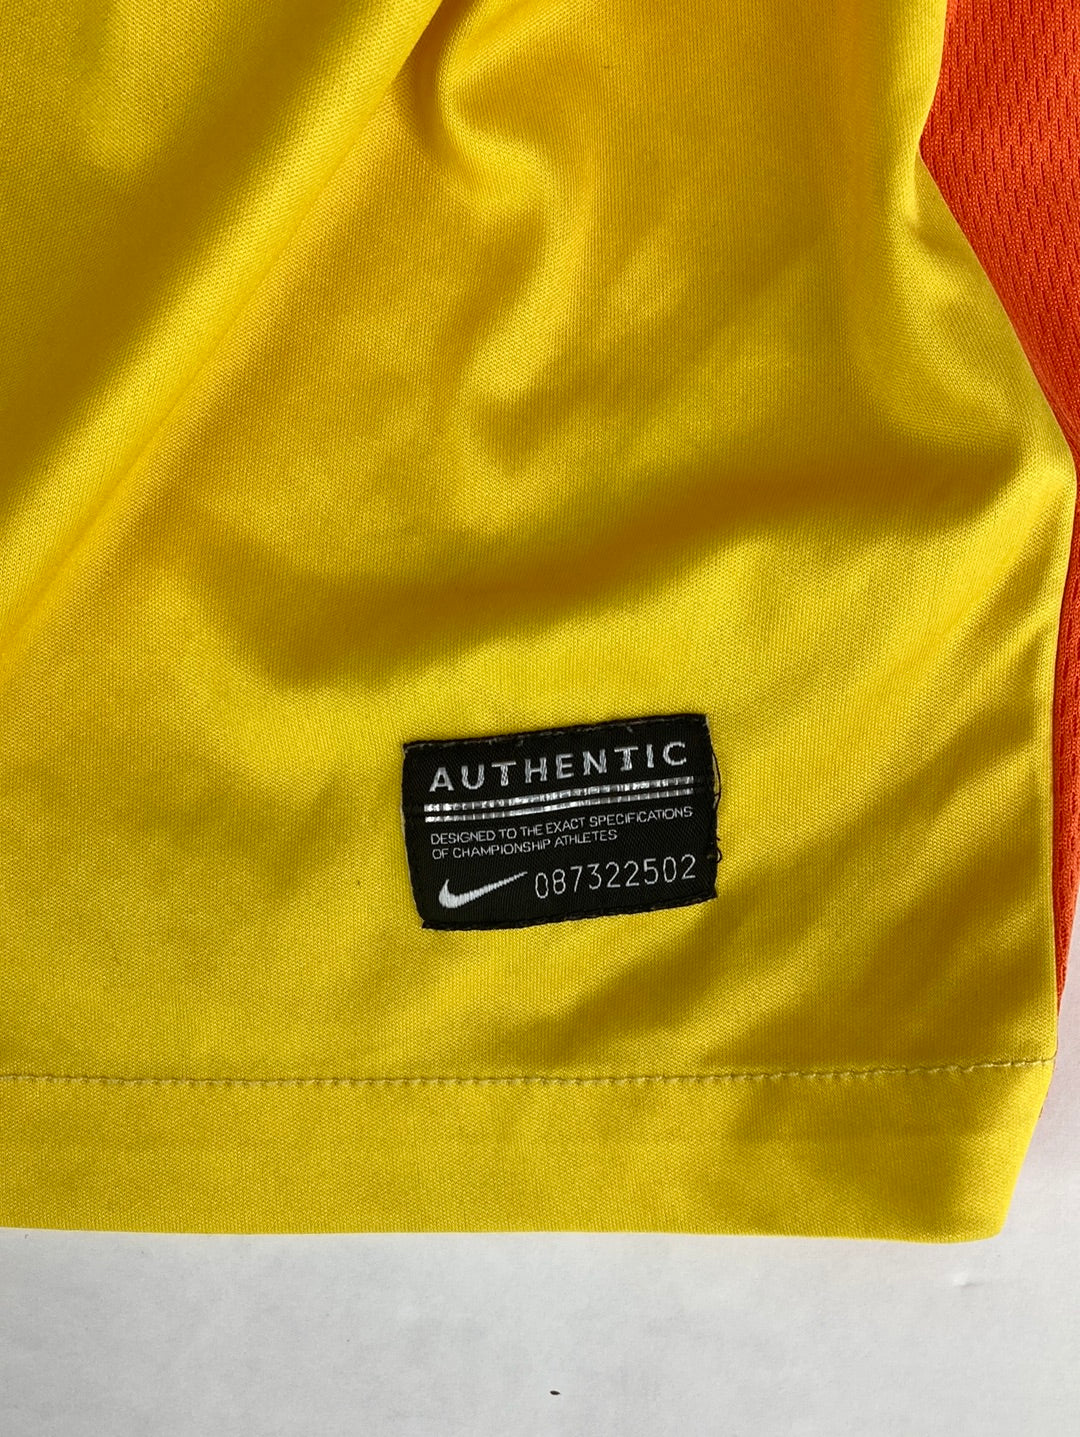 AUTHENTIC
DESIGNED TO THE EXACT SPECIFICATIONS
OF CHAMPIONSHIP ATHLETES
087322502